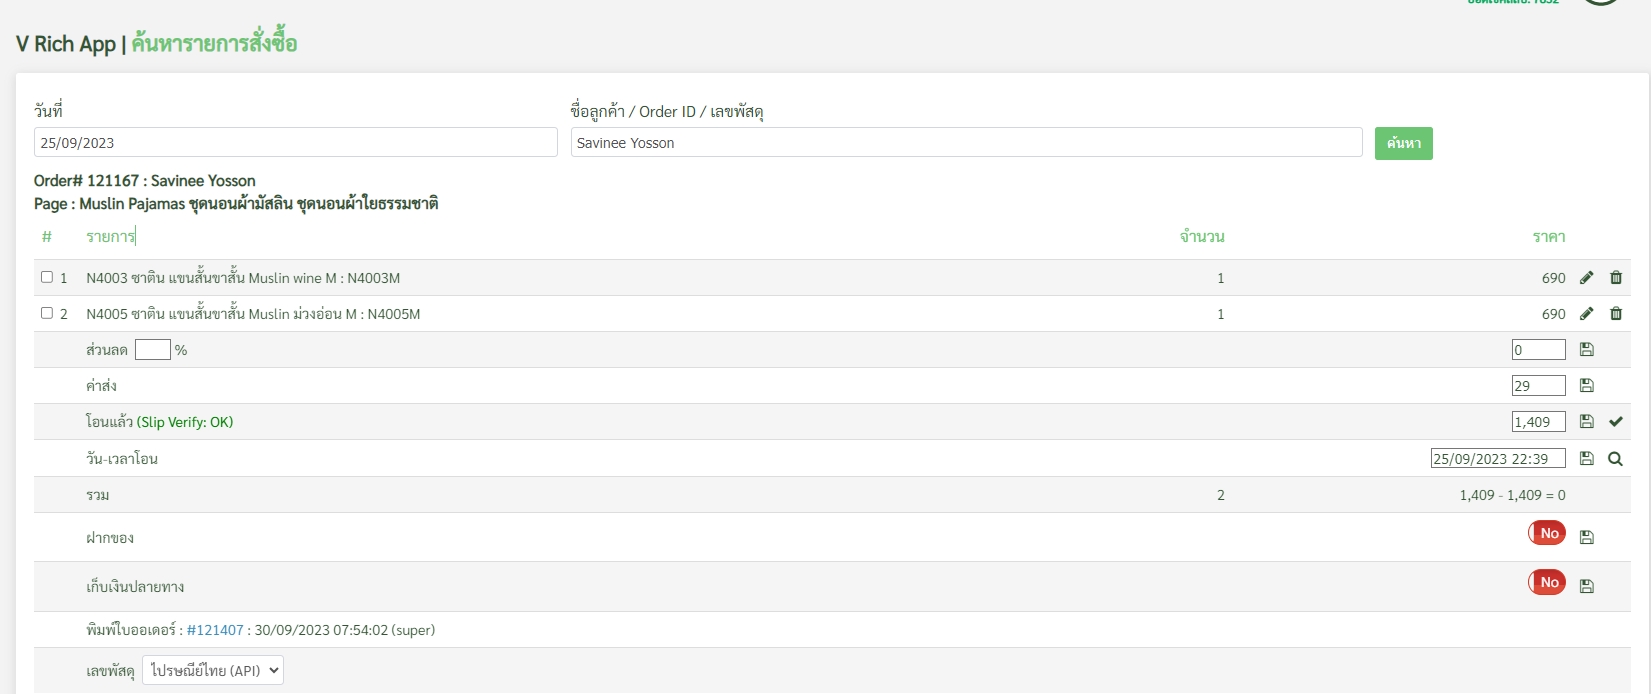 V Rich App | ค้นหารายการสั่งซื้อ
วันที่ ชื่อลูกค้า / Order ID / เลขพัสดุ
25/09/2023 Savinee Yosson ค้นหา
Order# 121167 : Savinee Yosson
Page : Muslin Pajamas ชุดนอนผ้ามัสลิน ชุดนอนผ้าใยธรรมชาติ
# รายการ จำนวน ราคา
1 N4003 ซาติน แขนสั้นขาสั้น Muslin wine M : N4003M 1 690
2 N4005 ซาติน แขนสั้นขาสั้น Muslin ม่วงอ่อน M : N4005M 1 690
ส่วนลด % 0
ค่าส่ง 29
โอนแล้ว (Slip Verify: OK) 1,409
วัน-เวลาโอน 25/09/2023 22:39
รวม 2 1,409 - 1,409 = 0
ฝากของ No
เก็บเงินปลายทาง No
พิมพ์ใบออเดอร์ : #121407 : 30/09/2023 07:54:02 (super)
เลขพัสดุ ไปรษณีย์ไทย (API)